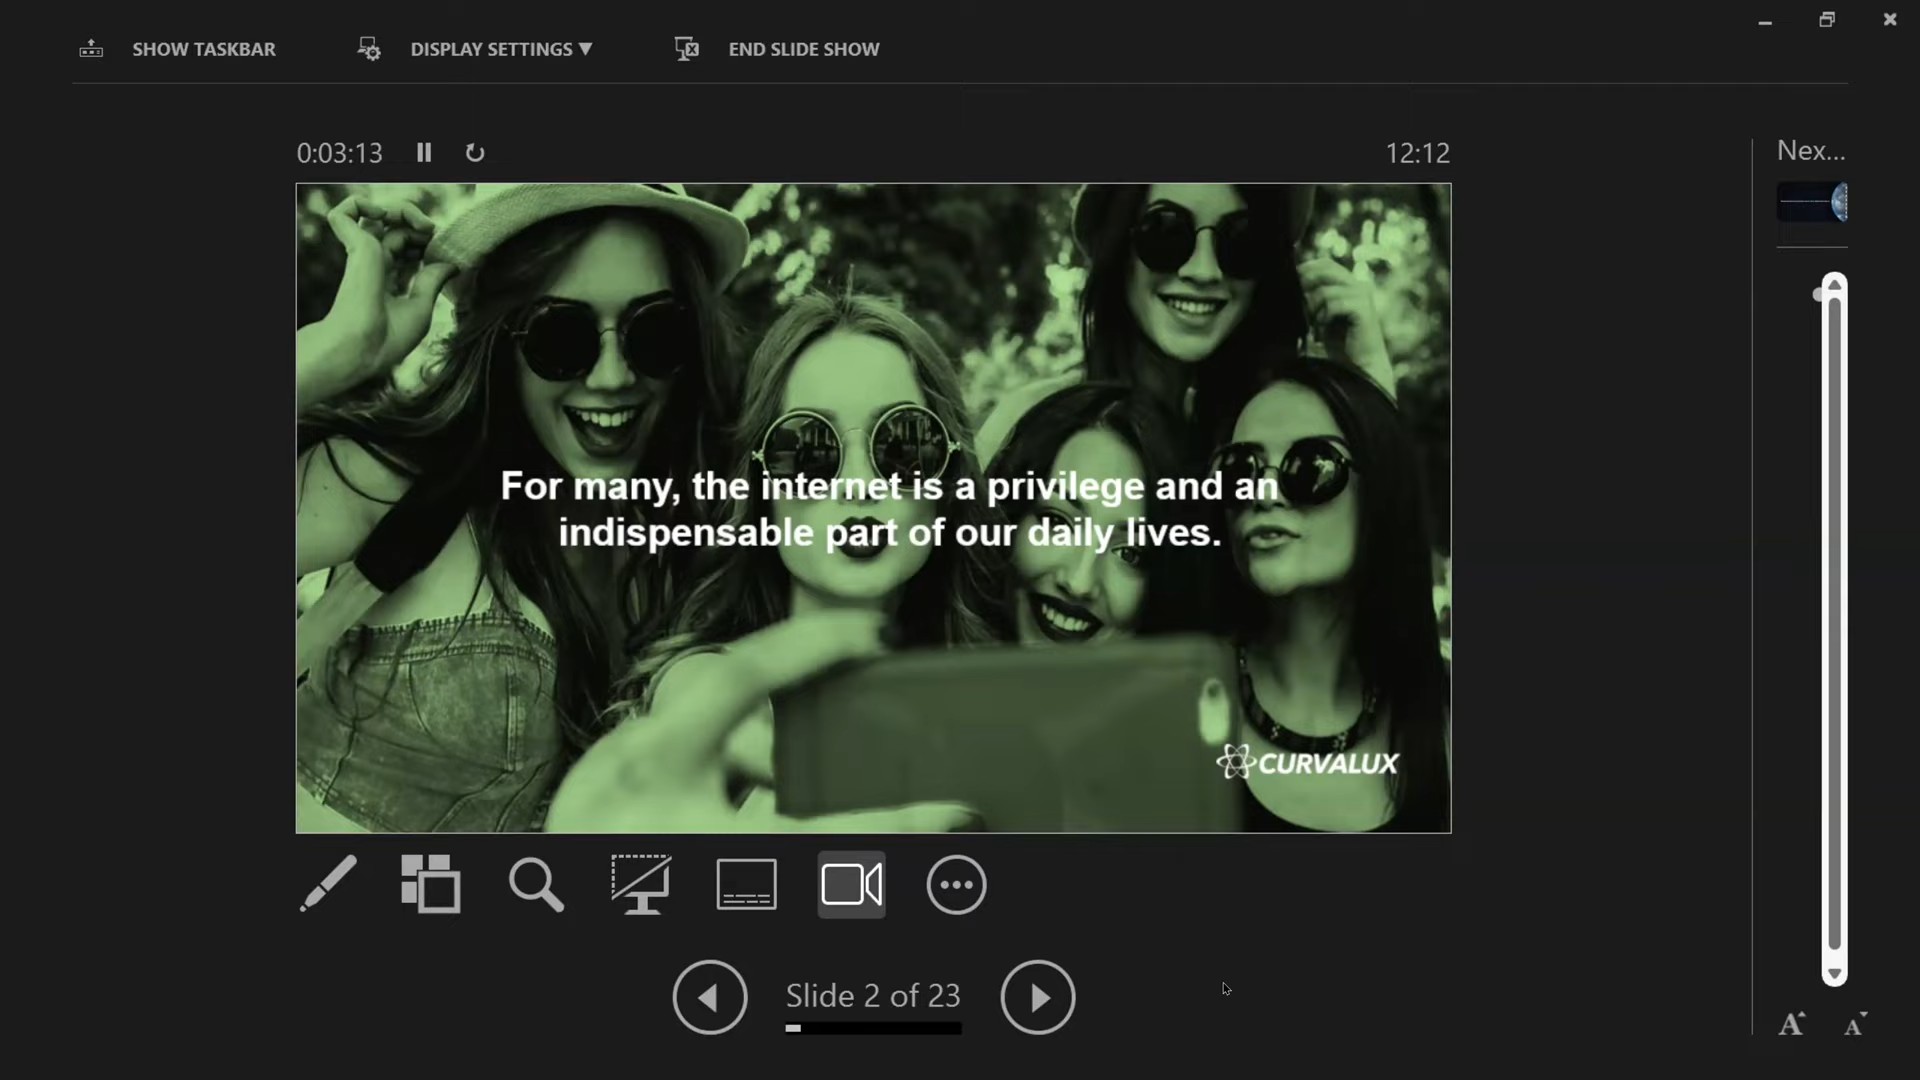 SHOW TASKBAR
DISPLAY SETTINGS ▼
END SLIDE SHOW
0:03:13
12:12
Nex...
For many, the internet is a privilege and an
indispensable part of our daily lives.
CURVALUX
Slide 2 of 23
A A